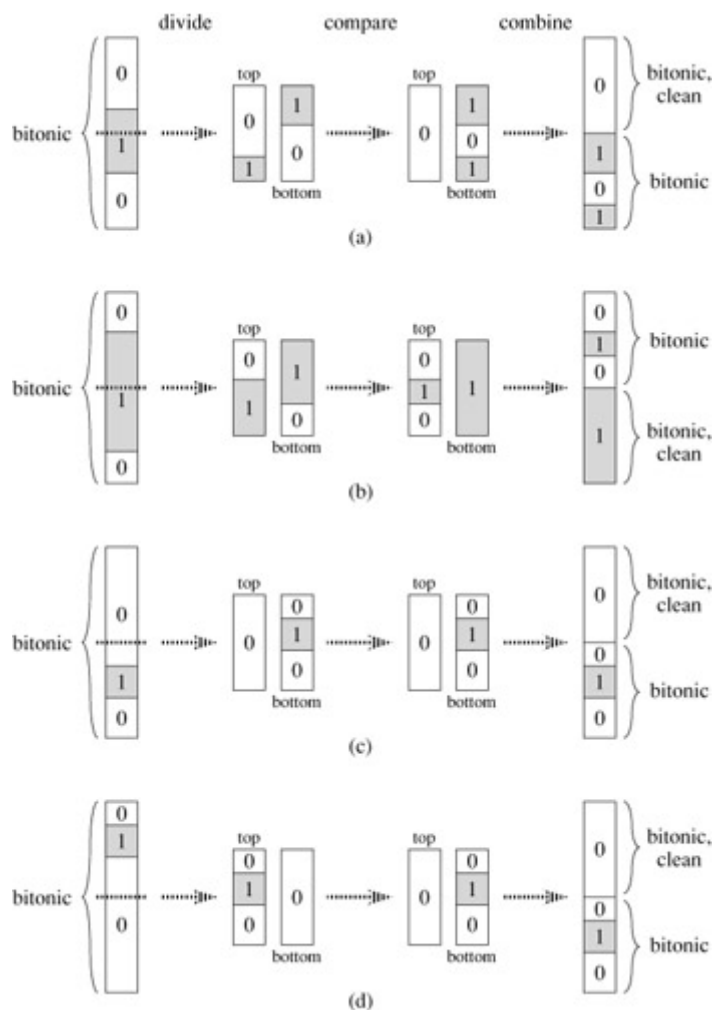 divide compare combine
top
0 0
bitonic, clean
1
0
bitonic 1 0 1
0 1
0 1 0 0
1
bottom bottom
bitonic
(a)
0
top top
0
bitonic
0 1 0 1
0
bitonic 1 1 0 1 0 1
bitonic, clean
0
bottom bottom
(b)
0
top top
0
bitonic, clean
0 0
bitonic 0 1 0 1
0
1 0 0 1
bitonic
0
bottom bottom
0
(c)
0
1
top top
0
bitonic, clean
0 0
bitonic 0 1 0 0 1
0
0 0 1
bitonic
bottom bottom
0
(d)